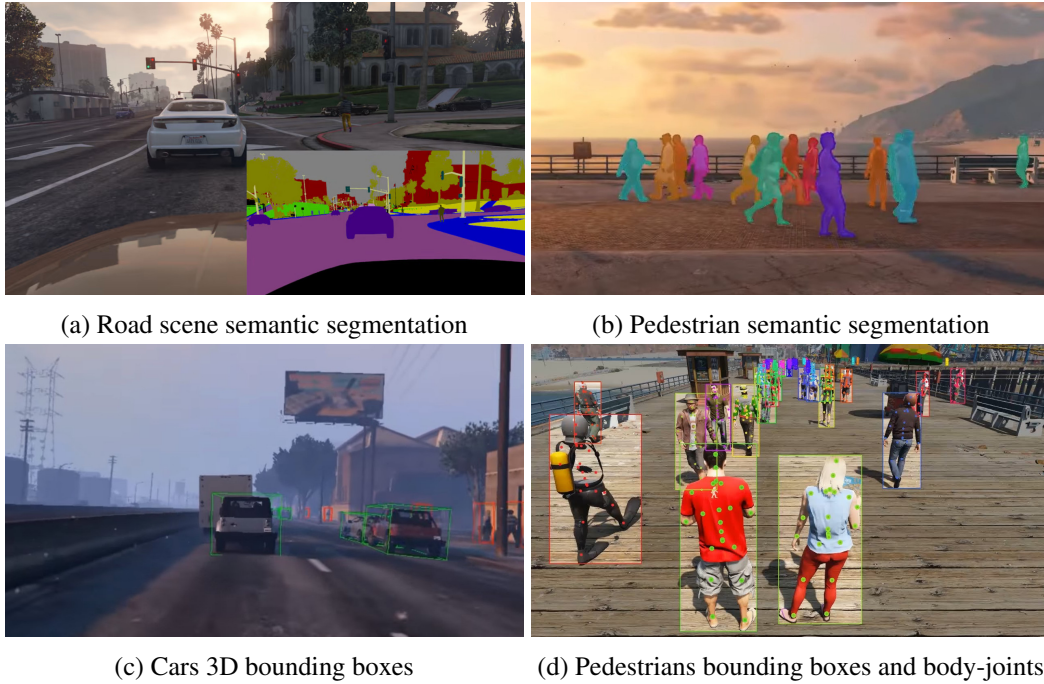 (a) Road scene semantic segmentation
(b) Pedestrian semantic segmentation
(c) Cars 3D bounding boxes
(d) Pedestrians bounding boxes and body-joints